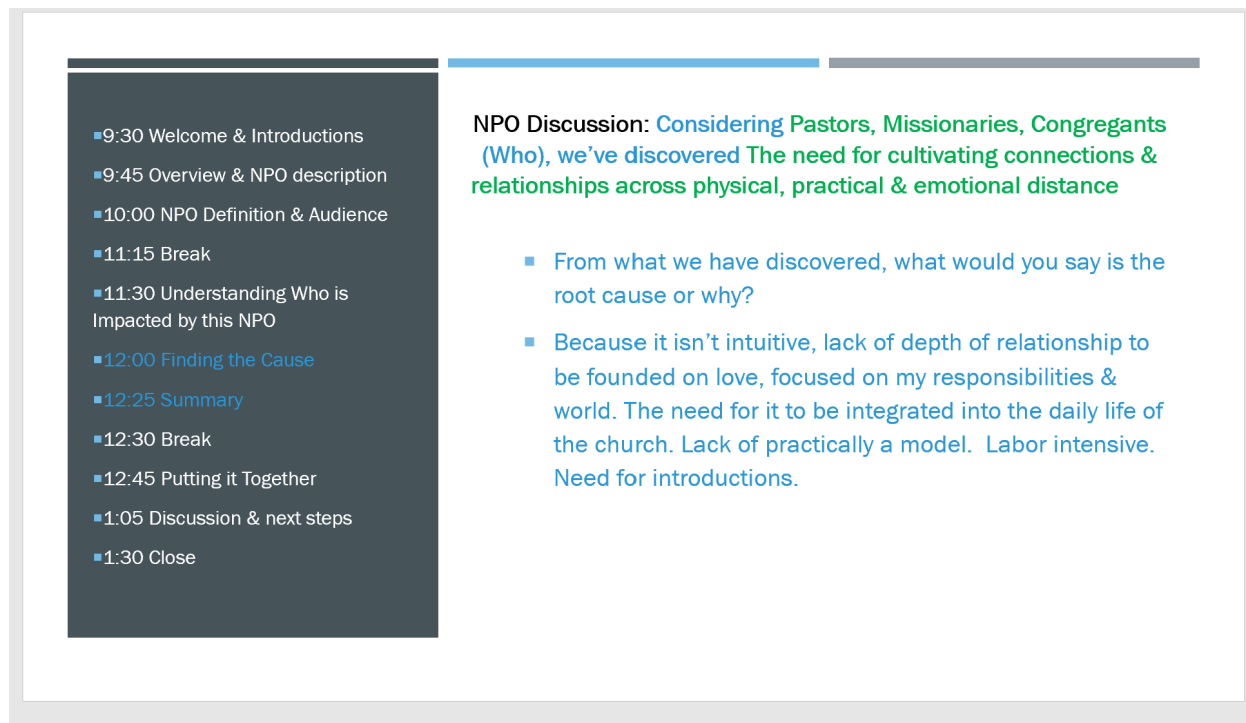 ▪9:30 Welcome & Introductions
▪9:45 Overview & NPO description
▪10:00 NPO Definition & Audience
▪11:15 Break
▪11:30 Understanding Who is
Impacted by this NPO
▪12:00 Finding the Cause
▪12:25 Summary
▪12:30 Break
▪12:45 Putting it Together
▪1:05 Discussion & next steps
▪1:30 Close
NPO Discussion: Considering Pastors, Missionaries, Congregants
(Who), we’ve discovered The need for cultivating connections &
relationships across physical, practical & emotional distance
▪ From what we have discovered, what would you say is the
root cause or why?
▪ Because it isn’t intuitive, lack of depth of relationship to
be founded on love, focused on my responsibilities &
world. The need for it to be integrated into the daily life of
the church. Lack of practically a model.  Labor intensive.
Need for introductions.